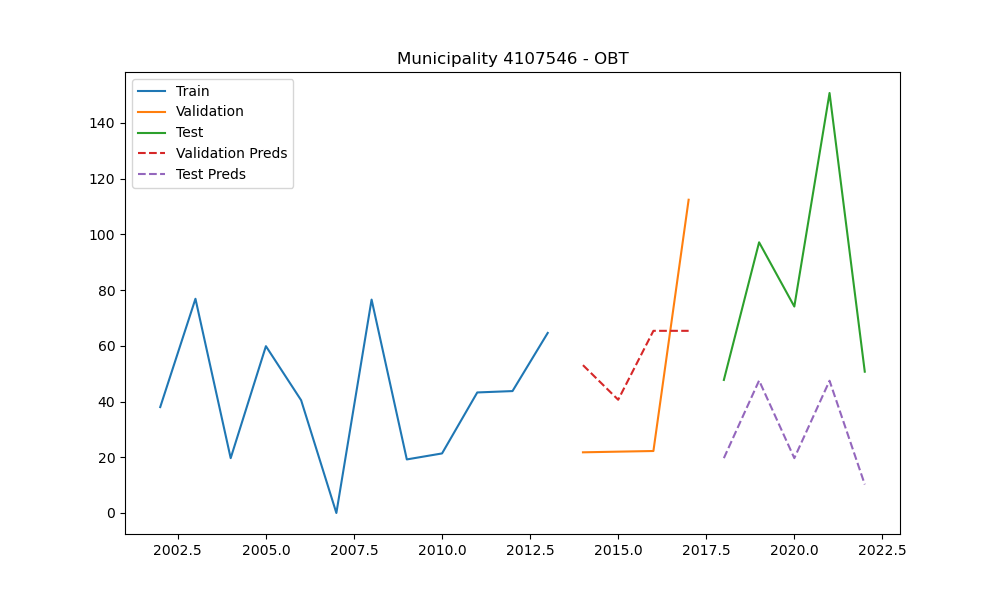 Municipality 4107546 - OBT
Train
Validation
Test
Validation Preds
Test Preds
140
120
100
80
60
40
20
0
2002.5 2005.0 2007.5 2010.0 2012.5 2015.0 2017.5 2020.0 2022.5